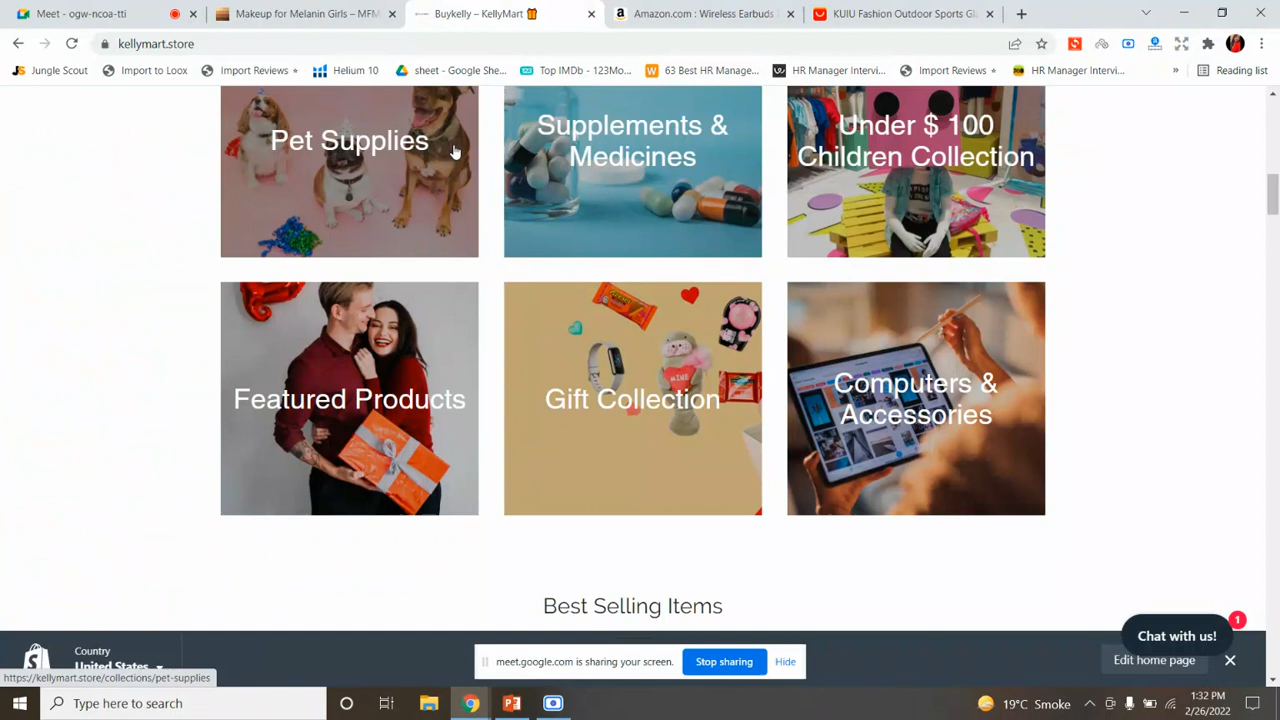 Meet - ogw-ncoa-tti
Makeup for Melanin Girls – MFM
Buykelly – KellyMart
Amazon.com : Wireless Earbuds
KUIU Fashion Outdoor Sports Gl
kellymart.store
Jungle Scout
Import to Loox
Import Reviews
Helium 10
sheet - Google She...
Top IMDb - 123Mo...
63 Best HR Manage...
HR Manager Intervi...
Import Reviews
HR Manager Intervi...
»
Reading list
Pet Supplies
Supplements &
Medicines
Under $ 100
Children Collection
Featured Products
Gift Collection
MINE
Computers &
Accessories
Best Selling Items
Country
United States
meet.google.com is sharing your screen.
Stop sharing
Hide
Chat with us!
1
Edit home page
https://kellymart.store/collections/pet-supplies
Type here to search
19°C Smoke
1:32 PM
2/26/2022